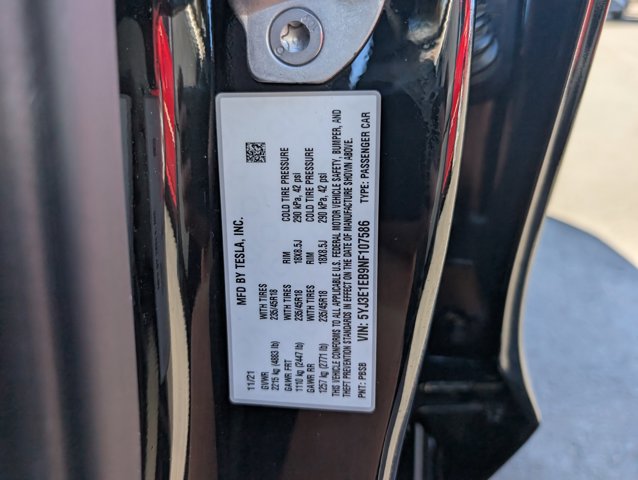 MFD BY TESLA, INC.
11/21
GVWR WITH TIRES RIM COLD TIRE PRESSURE
2215 kg (4883 lb) 235/45R18 18X8.5J 290 kPa, 42 psi
GAWR FRT WITH TIRES RIM COLD TIRE PRESSURE
1110 kg (2447 lb) 235/45R18 18X8.5J 290 kPa, 42 psi
GAWR RR WITH TIRES
1257 kg (2771 lb) 235/45R18
THIS VEHICLE CONFORMS TO ALL APPLICABLE U.S. FEDERAL MOTOR VEHICLE SAFETY, BUMPER, AND
THEFT PREVENTION STANDARDS IN EFFECT ON THE DATE OF MANUFACTURE SHOWN ABOVE.
VIN: 5YJ3E1EB9NF107586
PNT: PBSB TYPE: PASSENGER CAR